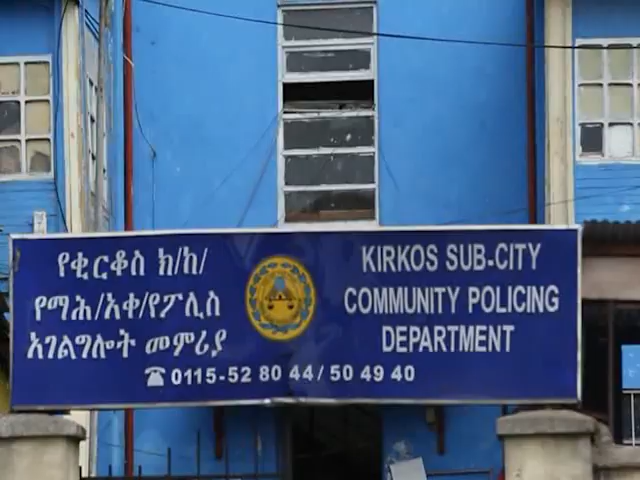 የቂርቆስ ክ/ከ/
የማሕ/አቀ/የፖሊስ
አገልግሎት መምሪያ
KIRKOS SUB-CITY
COMMUNITY POLICING
DEPARTMENT
☎ 0115-52 80 44/ 50 49 40